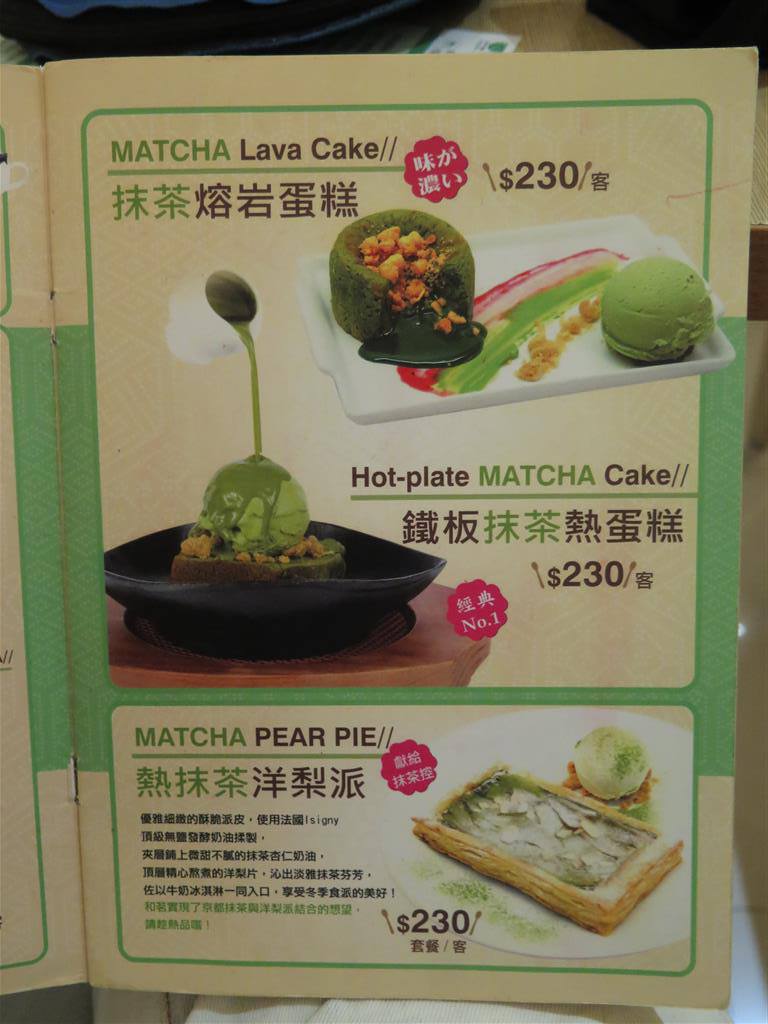 MATCHA Lava Cake//
味が
濃い
$230/客
抹茶熔岩蛋糕
Hot-plate MATCHA Cake//
鐵板抹茶熱蛋糕
$230/客
經典
No.1
MATCHA PEAR PIE//
獻給
抹茶控
熱抹茶洋梨派
優雅細緻的酥脆派皮，使用法國Isigny
頂級無鹽發酵奶油揉製，
夾層鋪上微甜不膩的抹茶杏仁奶油，
頂層精心熬煮的洋梨片，沁出淡雅抹茶芬芳，
佐以牛奶冰淇淋一同入口，享受冬季食派的美好！
和茗實現了京都抹茶與洋梨派結合的想望，
請趁熱品嚐！
$230/
套餐/客